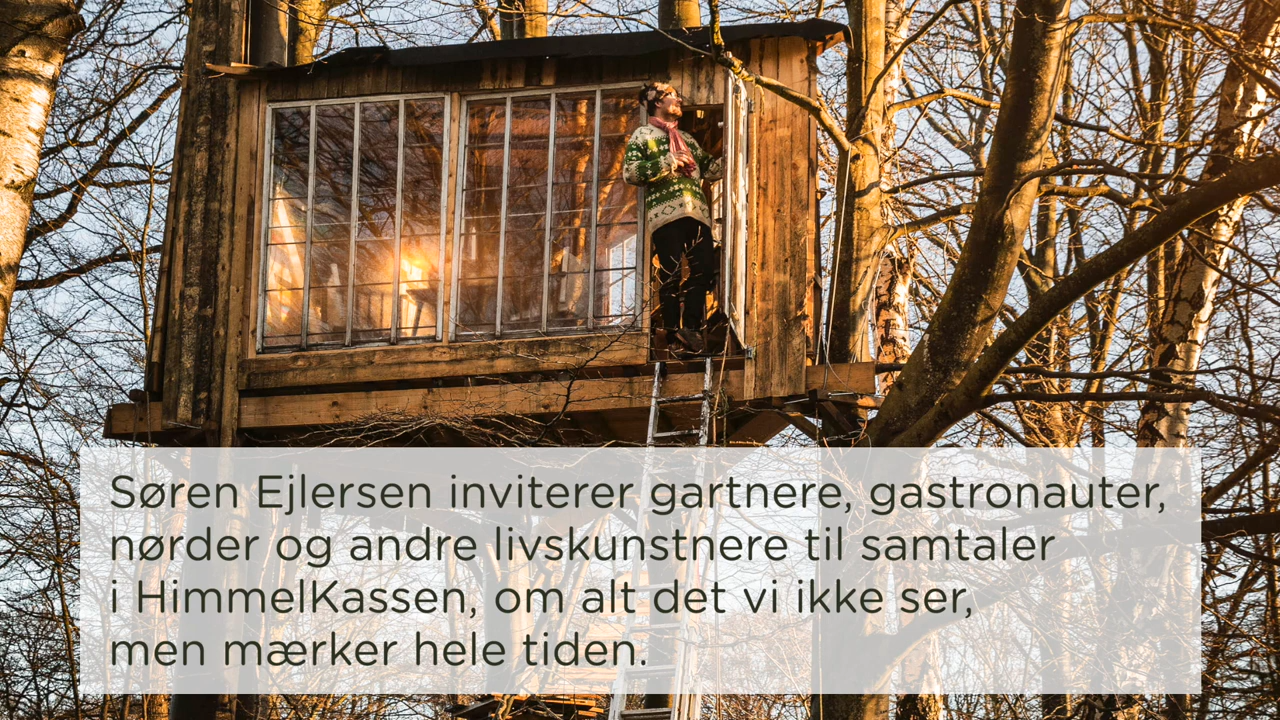 Søren Ejlersen inviterer gartnere, gastronauter,
nørder og andre livskunstnere til samtaler
i HimmelKassen, om alt det vi ikke ser,
men mærker hele tiden.